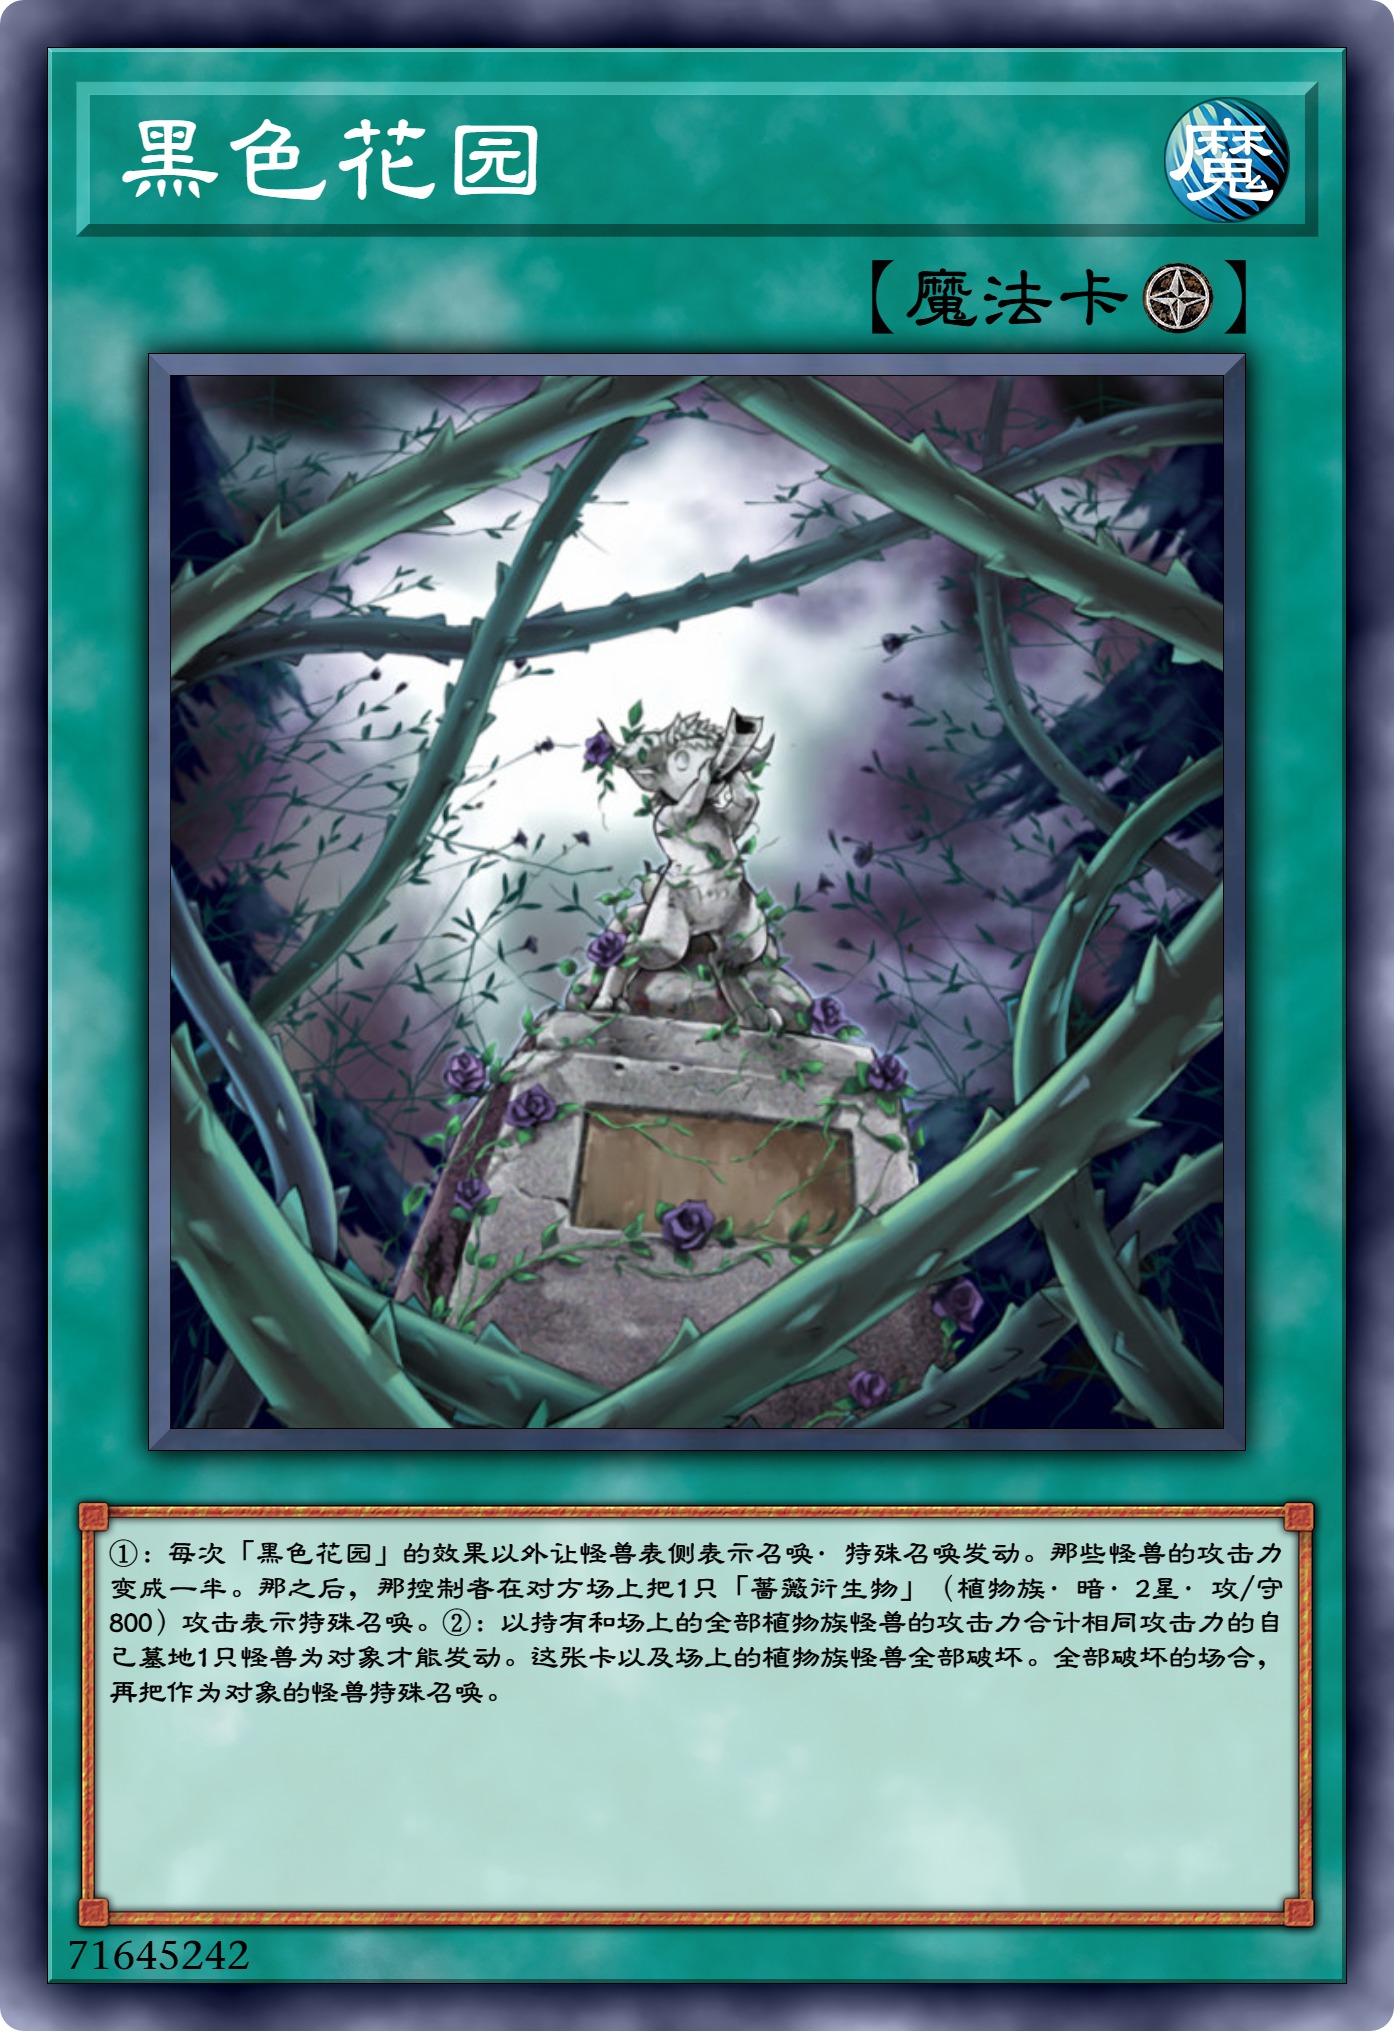 黑色花园
魔
【魔法卡】
①：每次「黑色花园」的效果以外让怪兽表侧表示召唤·特殊召唤发动。那些怪兽的攻击力
变成一半。那之后，那控制者在对方场上把1只「蔷薇衍生物」（植物族·暗·2星·攻/守
800）攻击表示特殊召唤。②：以持有和场上的全部植物族怪兽的攻击力合计相同攻击力的自
己墓地1只怪兽为对象才能发动。这张卡以及场上的植物族怪兽全部破坏。全部破坏的场合，
再把作为对象的怪兽特殊召唤。
71645242